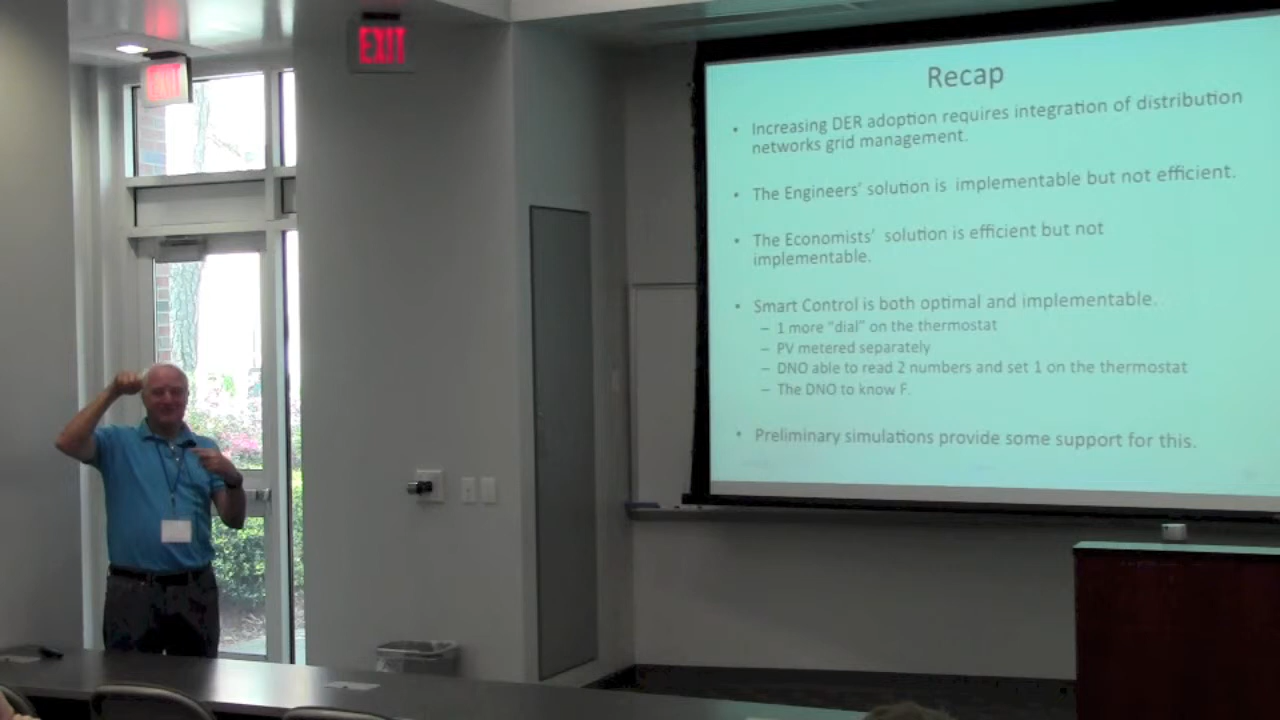 EXIT
EXIT
Recap
• Increasing DER adoption requires integration of distribution
networks grid management.
• The Engineers' solution is implementable but not efficient.
• The Economists' solution is efficient but not
implementable.
• Smart Control is both optimal and implementable.
– 1 more “dial” on the thermostat
– PV metered separately
– DNO able to read 2 numbers and set 1 on the thermostat
– The DNO to know F.
• Preliminary simulations provide some support for this.